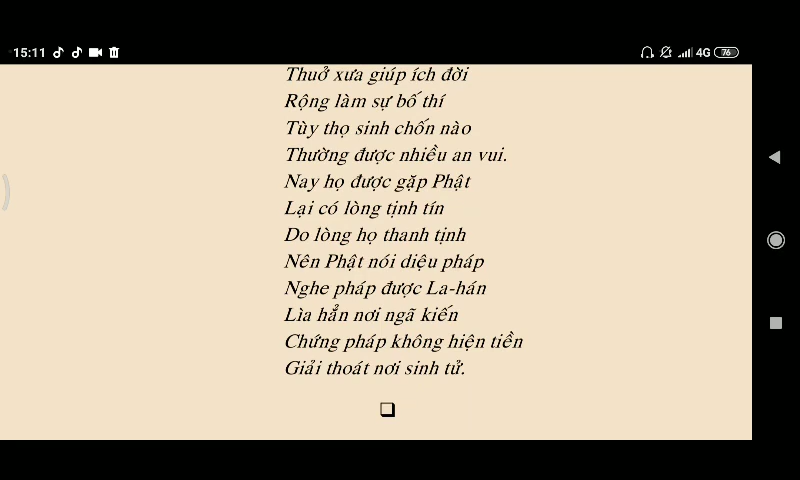 15:11
4G 76
Thuở xưa giúp ích đời
Rộng làm sự bố thí
Tùy thọ sinh chốn nào
Thường được nhiều an vui.
Nay họ được gặp Phật
Lại có lòng tịnh tín
Do lòng họ thanh tịnh
Nên Phật nói diệu pháp
Nghe pháp được La-hán
Lìa hẳn nơi ngã kiến
Chứng pháp không hiện tiền
Giải thoát nơi sinh tử.